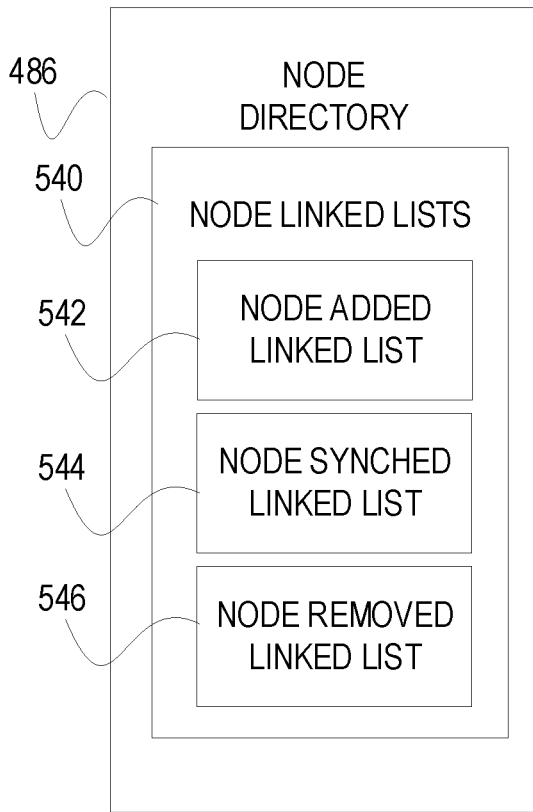 486
NODE
DIRECTORY
540
NODE LINKED LISTS
542
NODE ADDED
LINKED LIST
544
NODE SYNCHED
LINKED LIST
546
NODE REMOVED
LINKED LIST